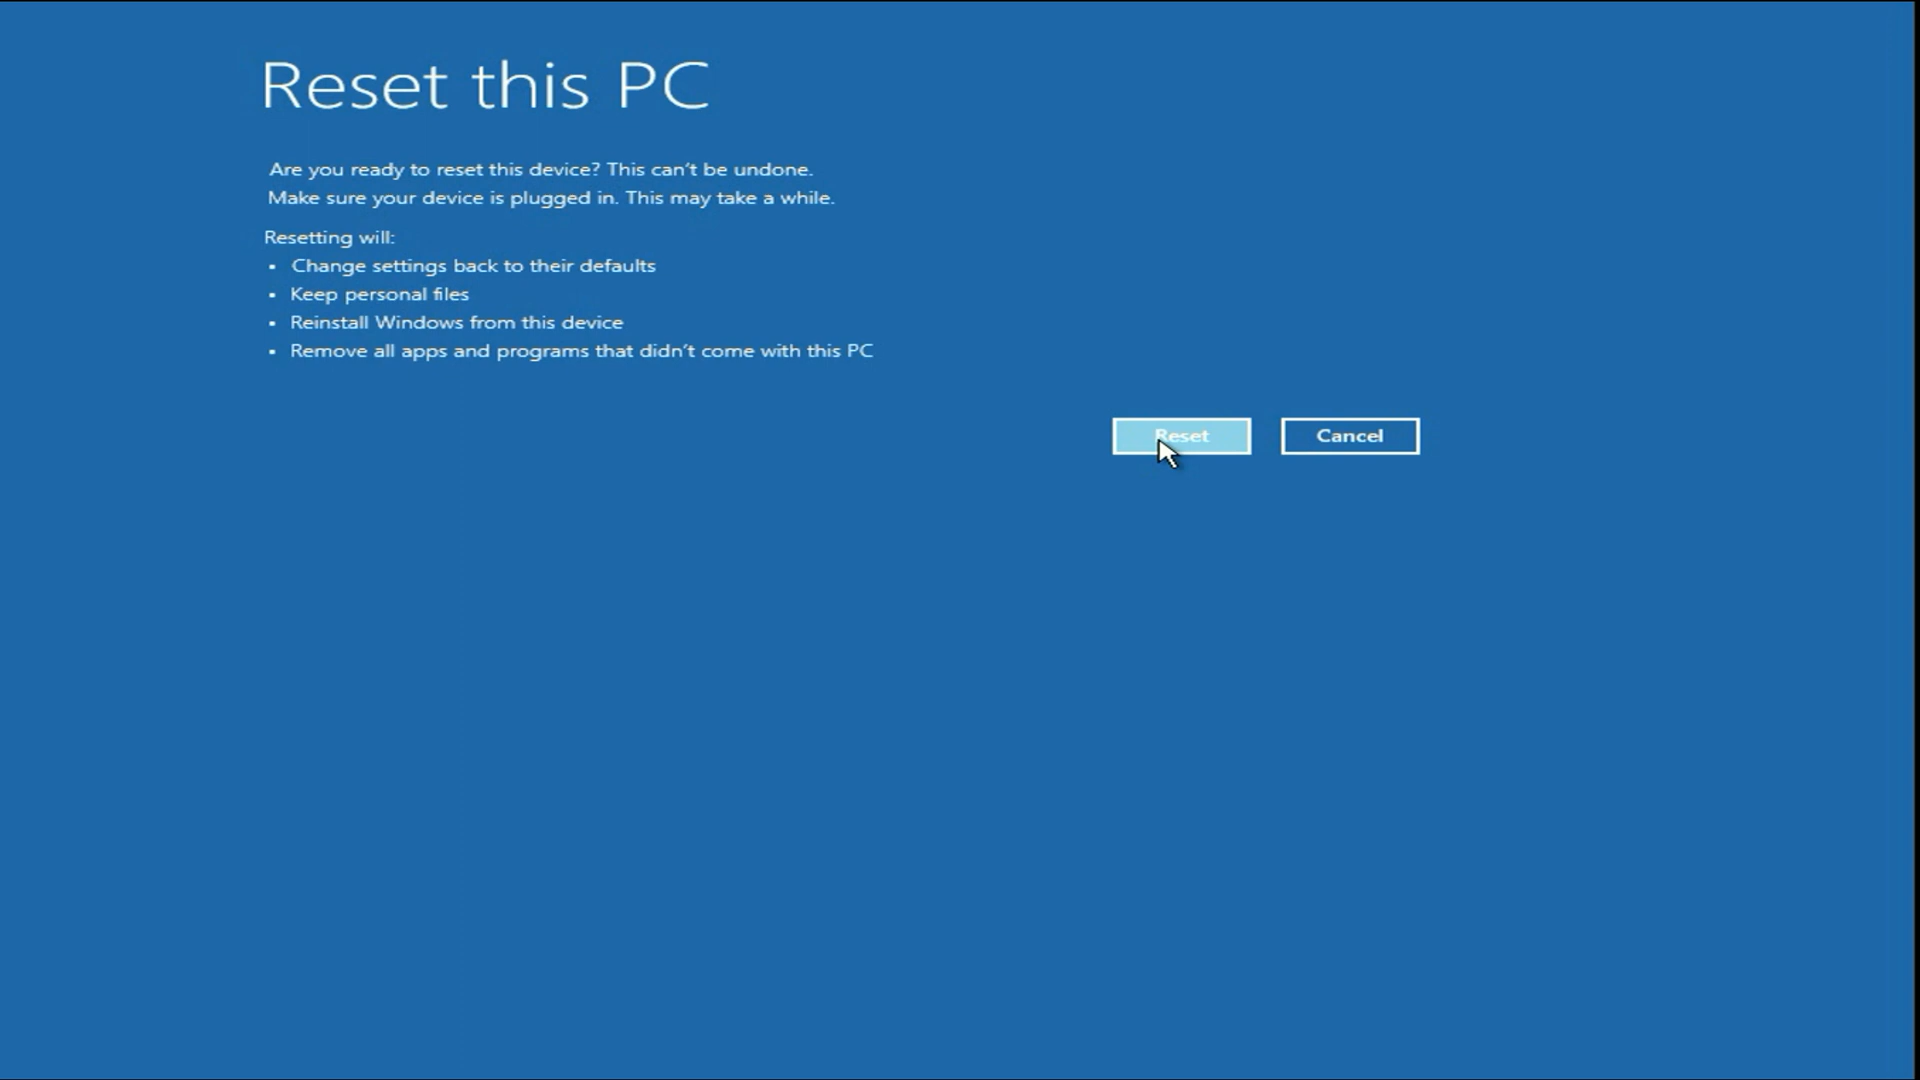 Reset this PC
Are you ready to reset this device? This can't be undone.
Make sure your device is plugged in. This may take a while.
Resetting will:
• Change settings back to their defaults
• Keep personal files
• Reinstall Windows from this device
• Remove all apps and programs that didn't come with this PC
Reset Cancel